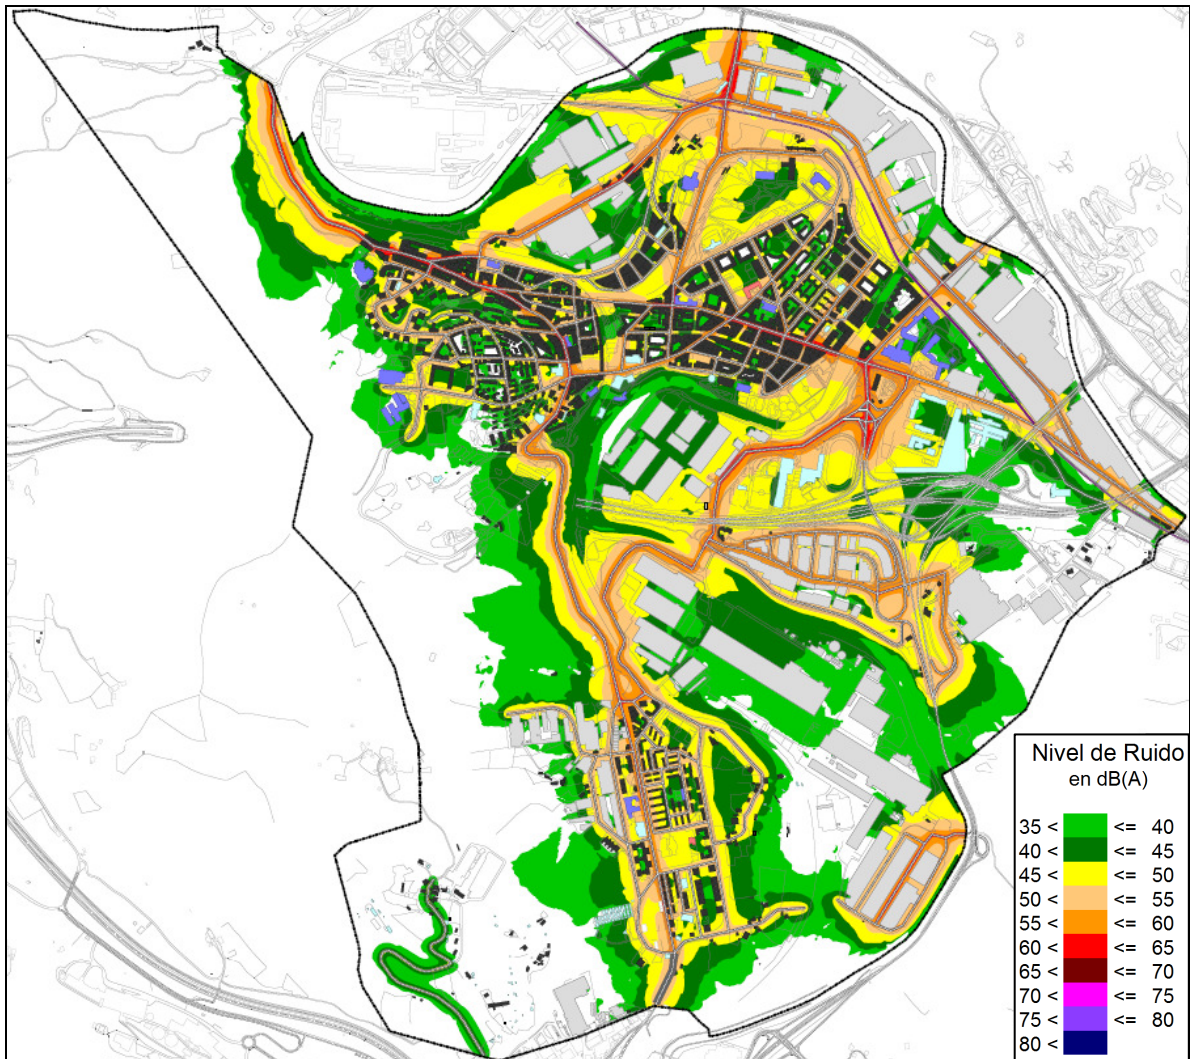 Nivel de Ruido
en dB(A)
35 < <= 40
40 < <= 45
45 < <= 50
50 < <= 55
55 < <= 60
60 < <= 65
65 < <= 70
70 < <= 75
75 < <= 80
80 <